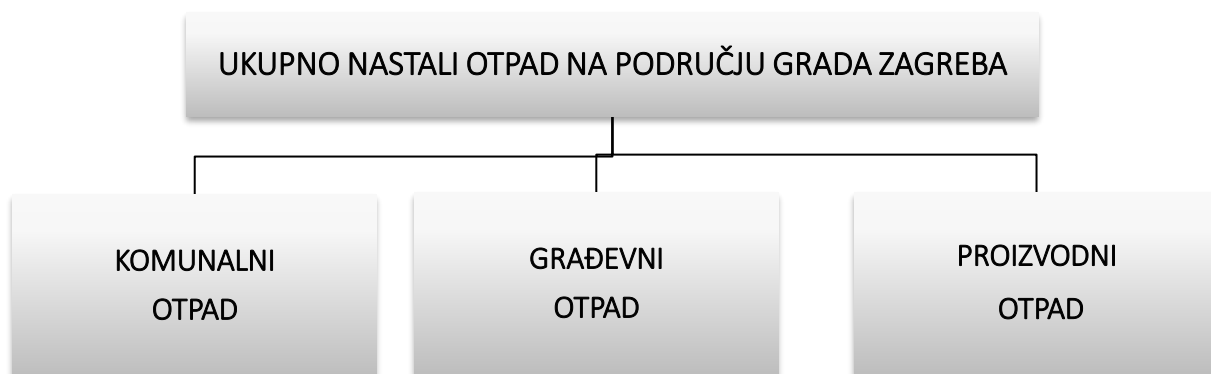 UKUPNO NASTALI OTPAD NA PODRUČJU GRADA ZAGREBA
KOMUNALNI
OTPAD
GRAĐEVNI
OTPAD
PROIZVODNI
OTPAD